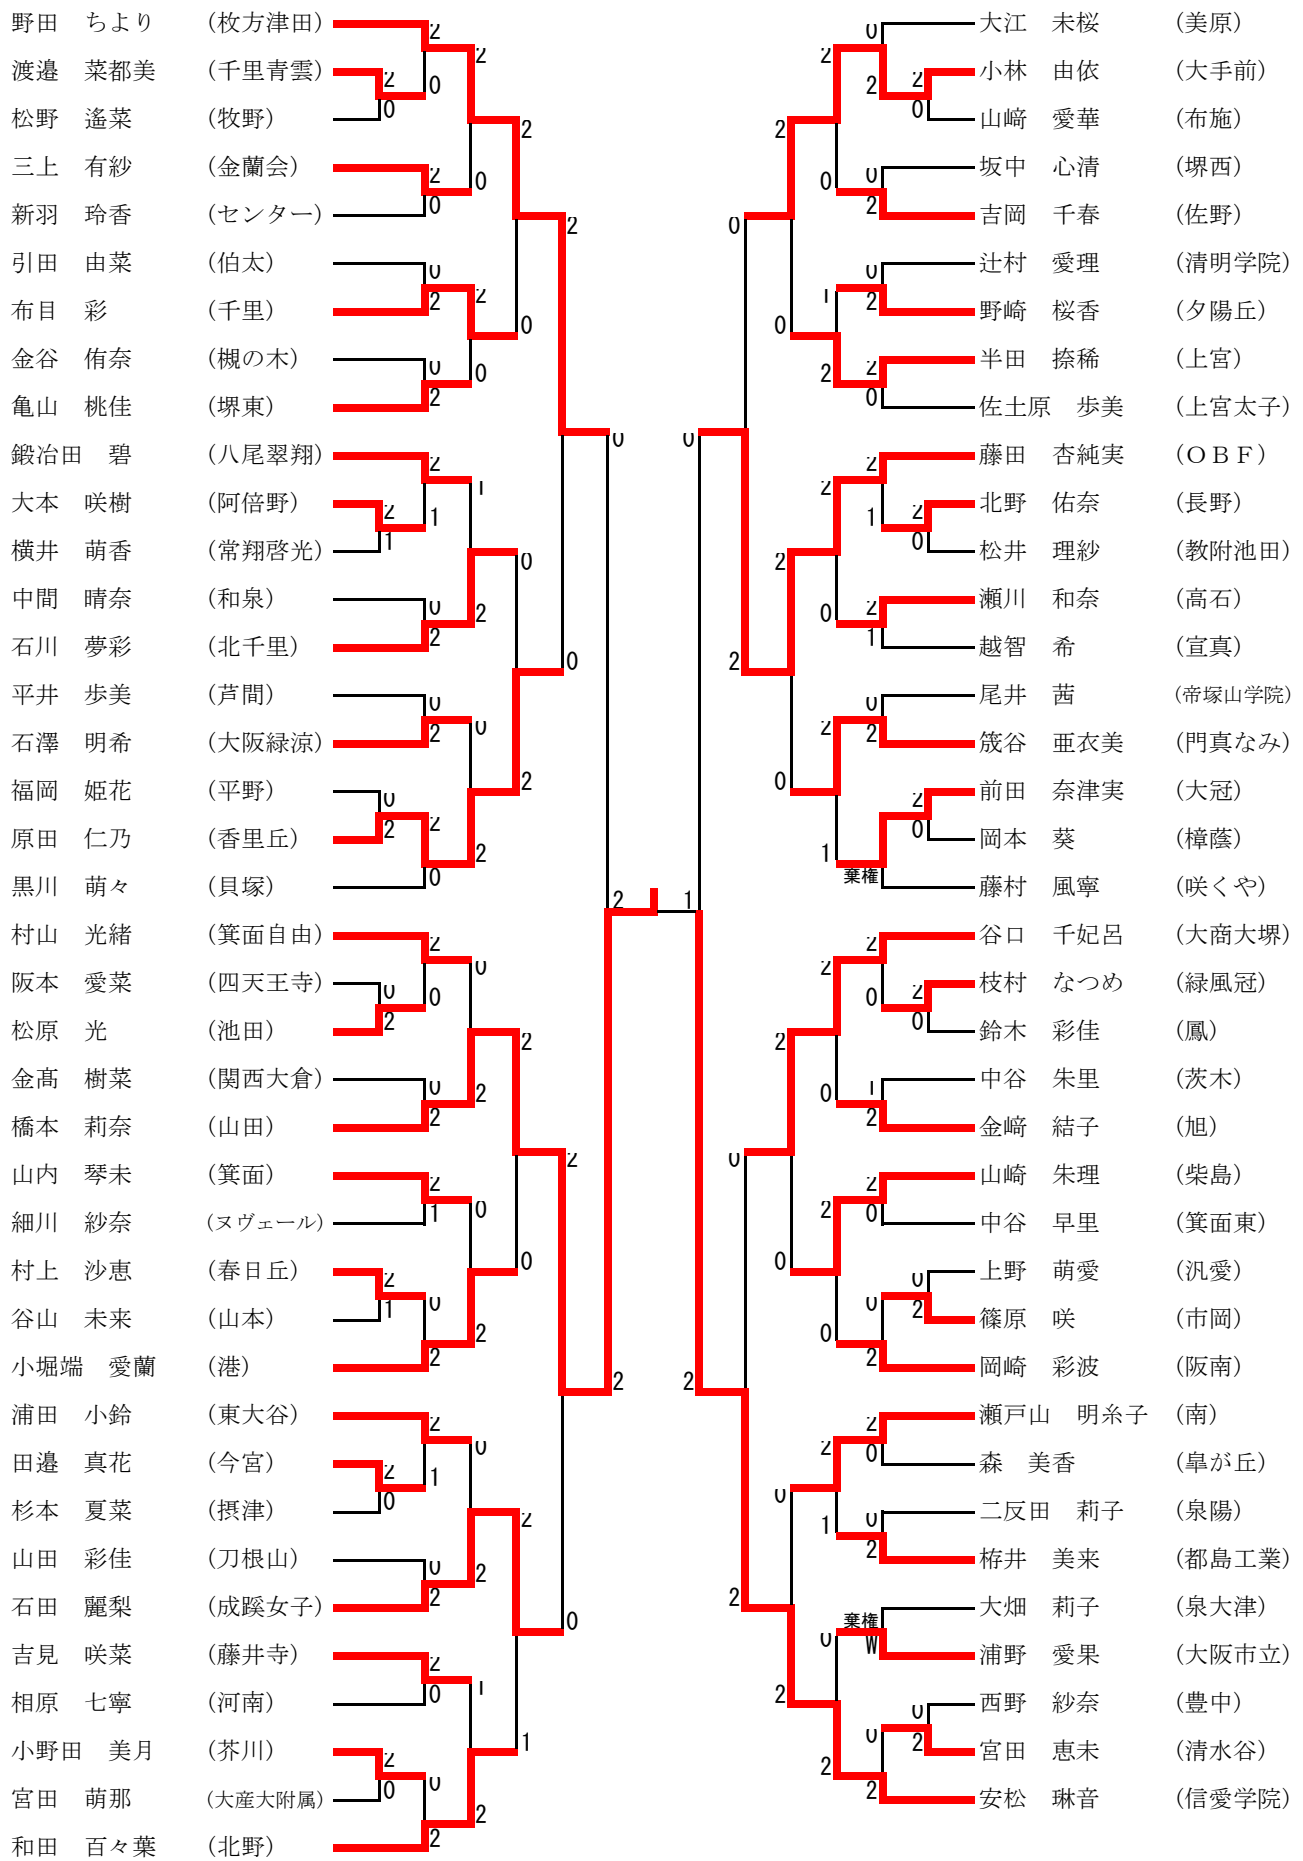 野田　ちより　(枚方津田)
渡邉　菜都美　(千里青雲)
松野　遙菜　(牧野)
三上　有紗　(金蘭会)
新羽　玲香　(センター)
引田　由菜　(伯太)
布目　彩　(千里)
金谷　侑奈　(槻の木)
亀山　桃佳　(堺東)
鍛冶田　碧　(八尾翠翔)
大本　咲樹　(阿倍野)
横井　萌香　(常翔啓光)
中間　晴奈　(和泉)
石川　夢彩　(北千里)
平井　歩美　(芦間)
石澤　明希　(大阪緑涼)
福岡　姫花　(平野)
原田　仁乃　(香里丘)
黒川　萌々　(貝塚)
村山　光緒　(箕面自由)
阪本　愛菜　(四天王寺)
松原　光　(池田)
金髙　樹菜　(関西大倉)
橋本　莉奈　(山田)
山内　琴未　(箕面)
細川　紗奈　(ヌヴェール)
村上　沙恵　(春日丘)
谷山　未来　(山本)
小堀端　愛蘭　(港)
浦田　小鈴　(東大谷)
田邉　真花　(今宮)
杉本　夏菜　(摂津)
山田　彩佳　(刀根山)
石田　麗梨　(成蹊女子)
吉見　咲菜　(藤井寺)
相原　七寧　(河南)
小野田　美月　(芥川)
宮田　萌那　(大産大附属)
和田　百々葉　(北野)
大江　未桜　(美原)
小林　由依　(大手前)
山﨑　愛華　(布施)
坂中　心清　(堺西)
吉岡　千春　(佐野)
辻村　愛理　(清明学院)
野崎　桜香　(夕陽丘)
半田　捺稀　(上宮)
佐土原　歩美　(上宮太子)
藤田　杏純実　(ＯＢＦ)
北野　佑奈　(長野)
松井　理紗　(教附池田)
瀬川　和奈　(高石)
越智　希　(宣真)
尾井　茜　(帝塚山学院)
筬谷　亜衣美　(門真なみ)
前田　奈津実　(大冠)
岡本　葵　(樟蔭)
棄権
藤村　風寧　(咲くや)
谷口　千妃呂　(大商大堺)
枝村　なつめ　(緑風冠)
鈴木　彩佳　(鳳)
中谷　朱里　(茨木)
金﨑　結子　(旭)
山崎　朱理　(柴島)
中谷　早里　(箕面東)
上野　萌愛　(汎愛)
篠原　咲　(市岡)
岡崎　彩波　(阪南)
瀬戸山　明糸子　(南)
森　美香　(皐が丘)
二反田　莉子　(泉陽)
栫井　美来　(都島工業)
大畑　莉子　(泉大津)
棄権
W
浦野　愛果　(大阪市立)
西野　紗奈　(豊中)
宮田　恵未　(清水谷)
安松　琳音　(信愛学院)